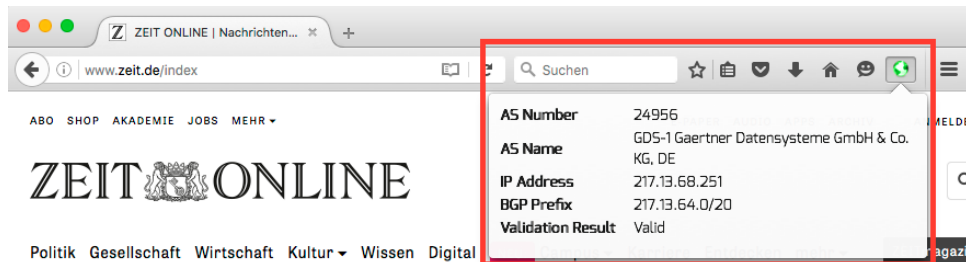 Z ZEIT ONLINE | Nachrichten... × +
www.zeit.de/index
Suchen
ABO SHOP AKADEMIE JOBS MEHR
ZEIT ONLINE
Politik Gesellschaft Wirtschaft Kultur Wissen Digital
AS Number 24956
AS Name GDS-1 Gaertner Datensysteme GmbH & Co.
KG, DE
IP Address 217.13.68.251
BGP Prefix 217.13.64.0/20
Validation Result Valid